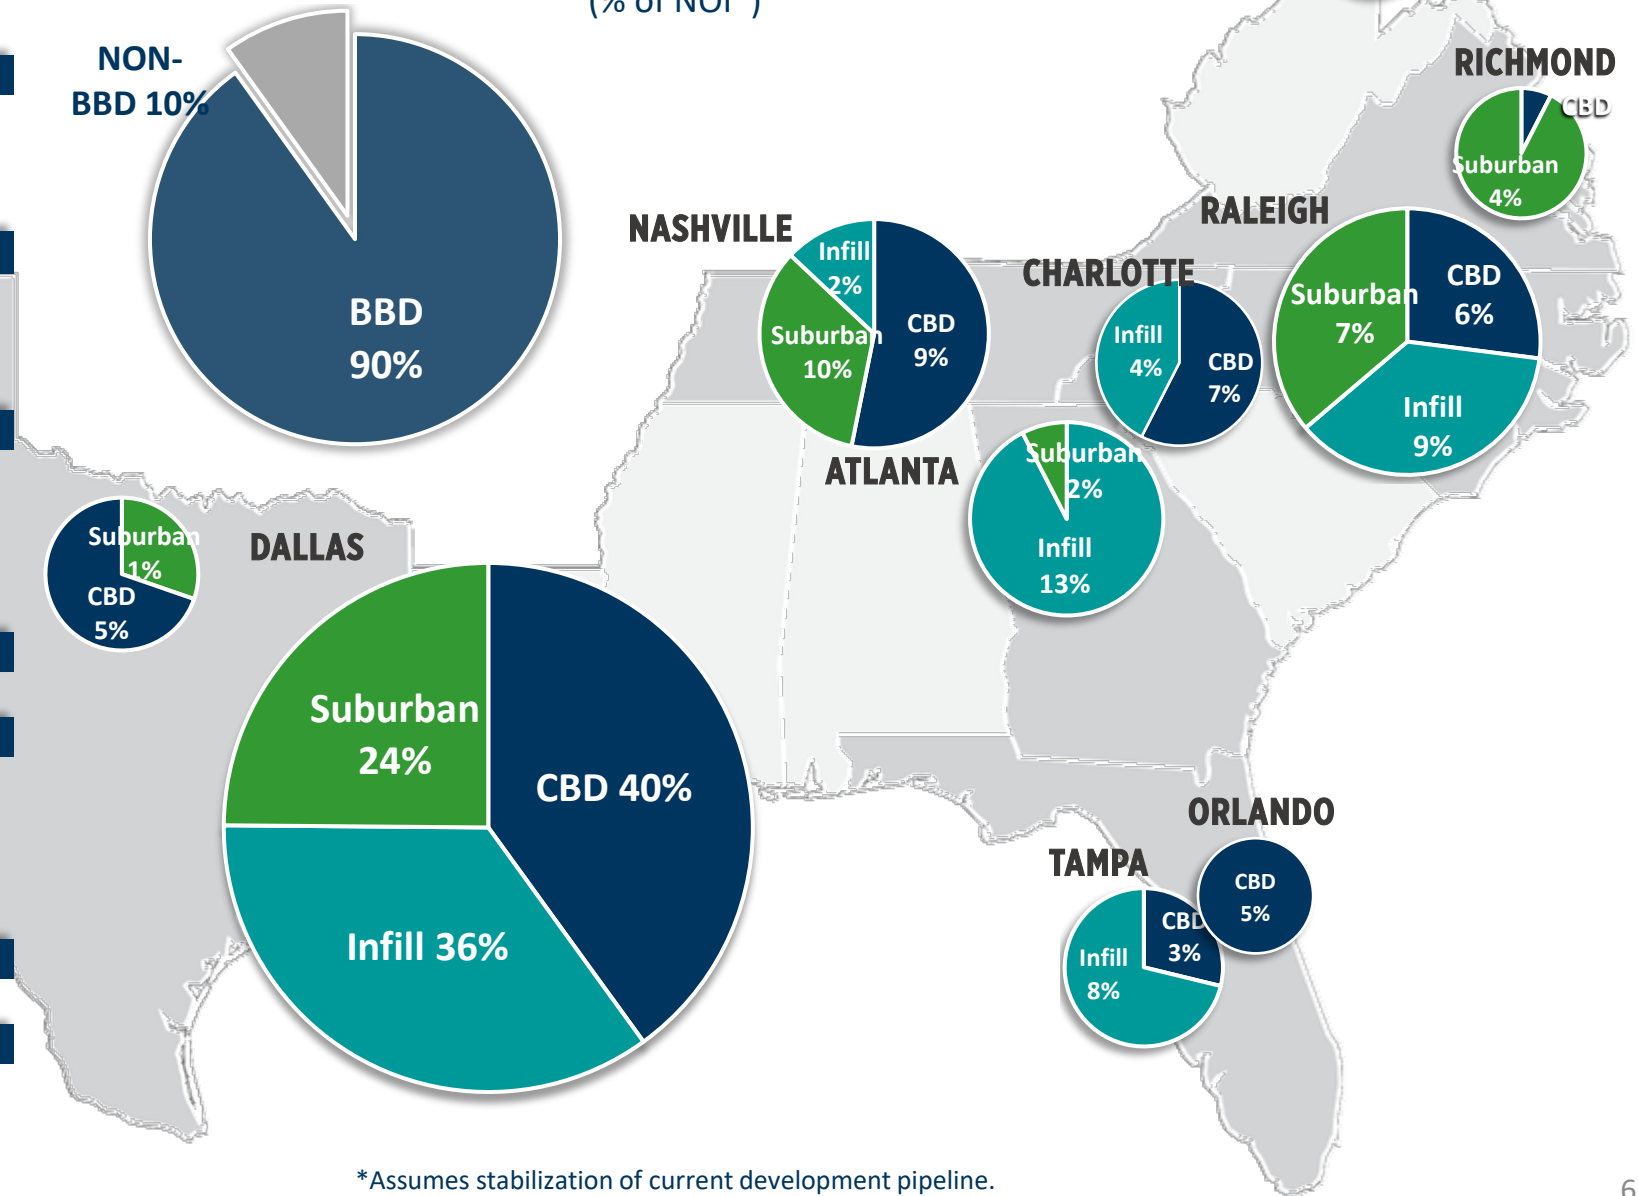 (% of NOI*)
NON-
BBD 10%
BBD
90%
RICHMOND
CBD
Suburban
4%
RALEIGH
Suburban
7%
CBD
6%
Infill
9%
NASHVILLE
Infill
2%
Suburban
10%
CBD
9%
CHARLOTTE
Infill
4%
CBD
7%
ATLANTA
Suburban
2%
Infill
13%
DALLAS
Suburban
1%
CBD
5%
Suburban
24%
CBD 40%
Infill 36%
ORLANDO
CBD
5%
TAMPA
CBD
3%
Infill
8%
*Assumes stabilization of current development pipeline.
6